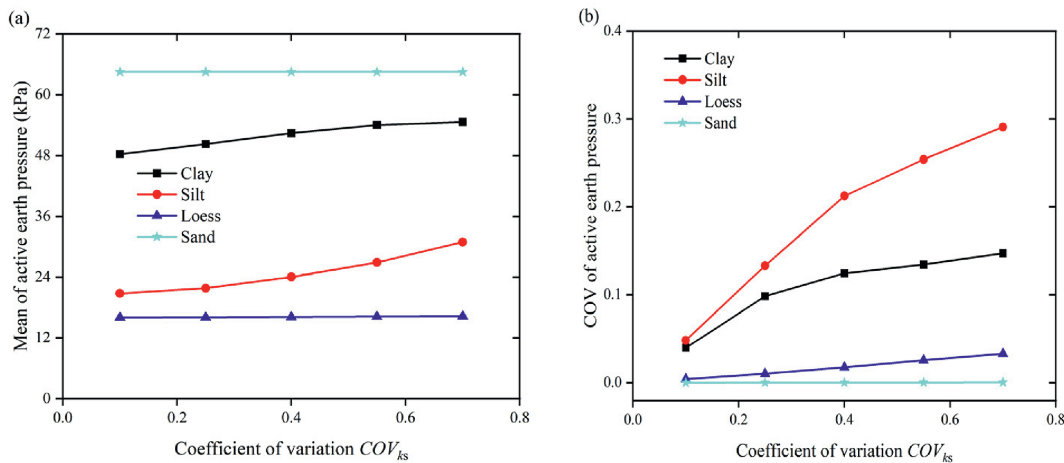 (a)
72
60
48
36
24
12
0
Mean of active earth pressure (kPa)
Clay
Silt
Loess
Sand
0.0
0.2
0.4
0.6
0.8
Coefficient of variation COVks
(b)
0.4
0.3
0.2
0.1
0.0
COV of active earth pressure
Clay
Silt
Loess
Sand
0.0
0.2
0.4
0.6
0.8
Coefficient of variation COVks